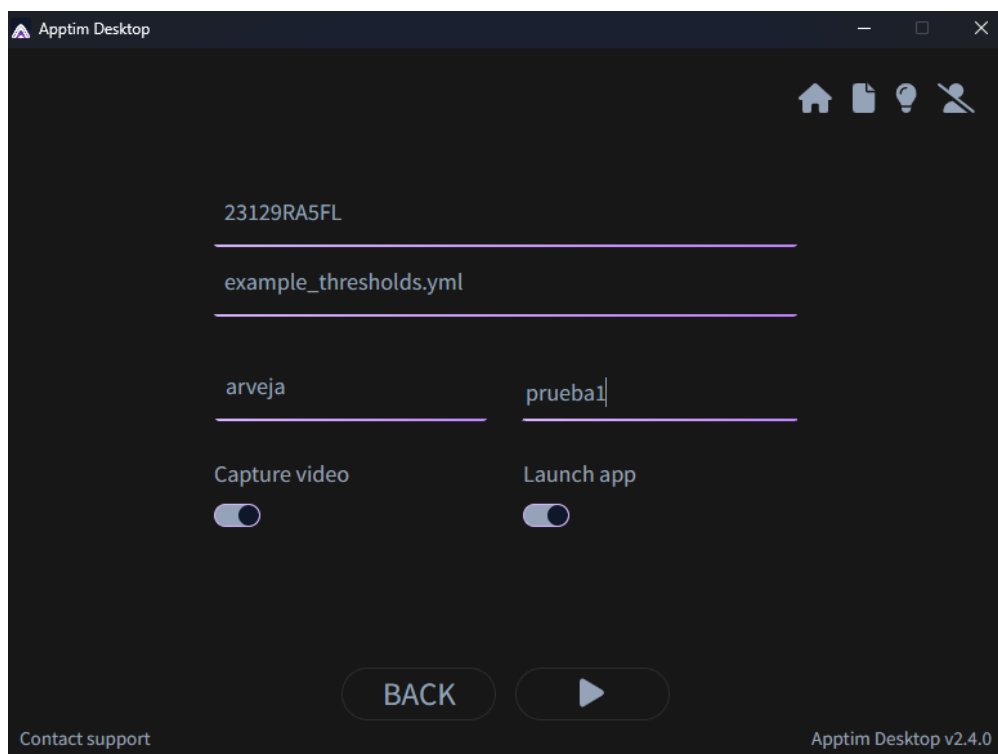 Apptim Desktop
23129RA5FL
example_thresholds.yml
arveja
prueba1
Capture video
Launch app
BACK
Contact support
Apptim Desktop v2.4.0